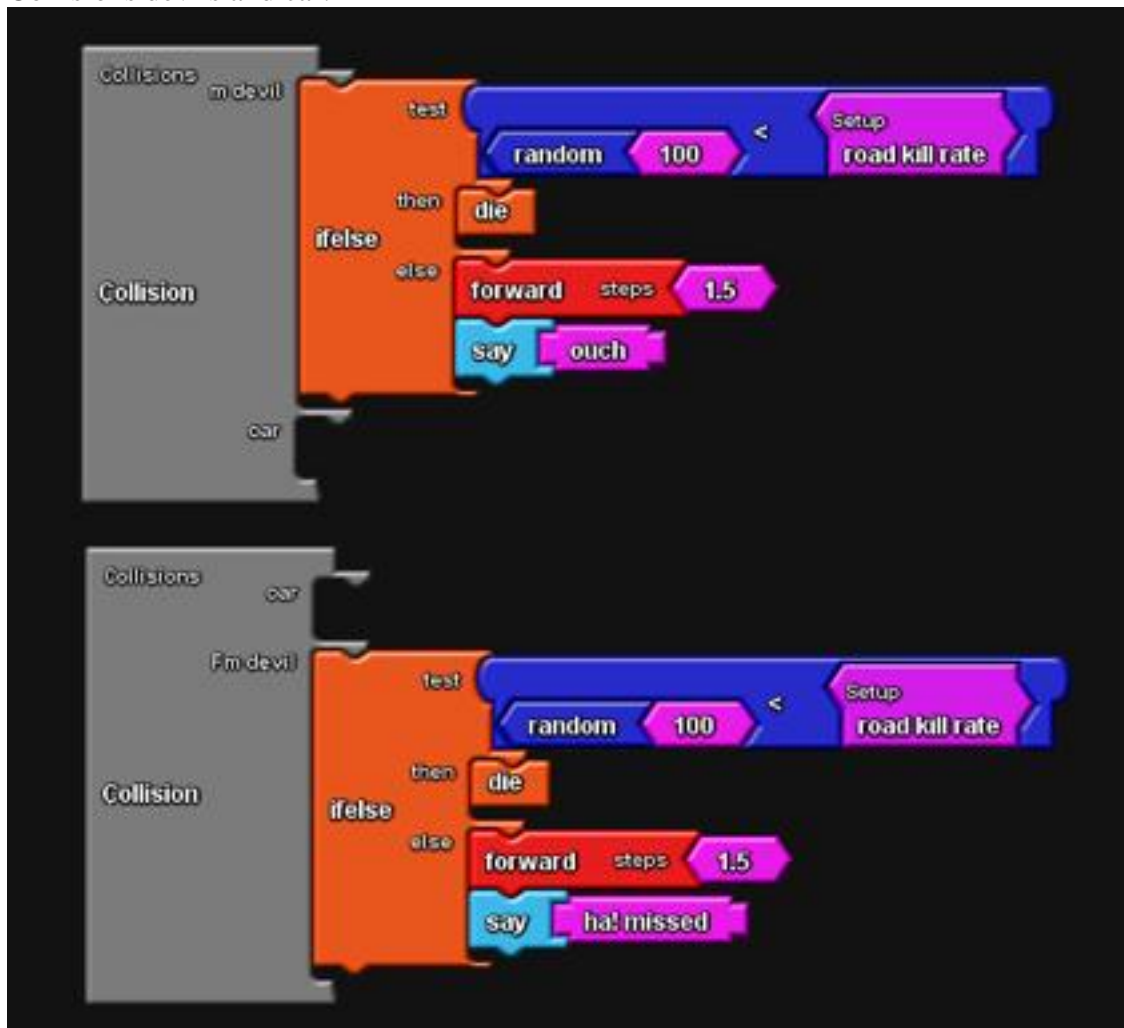 Collisions
m devil
test
random 100 < Setup road kill rate
then
die
ifelse
else
forward steps 1.5
Collision
say ouch
car
Collisions
car
Fm devil
test
random 100 < Setup road kill rate
then
die
Collision
ifelse
else
forward steps 1.5
say ha! missed